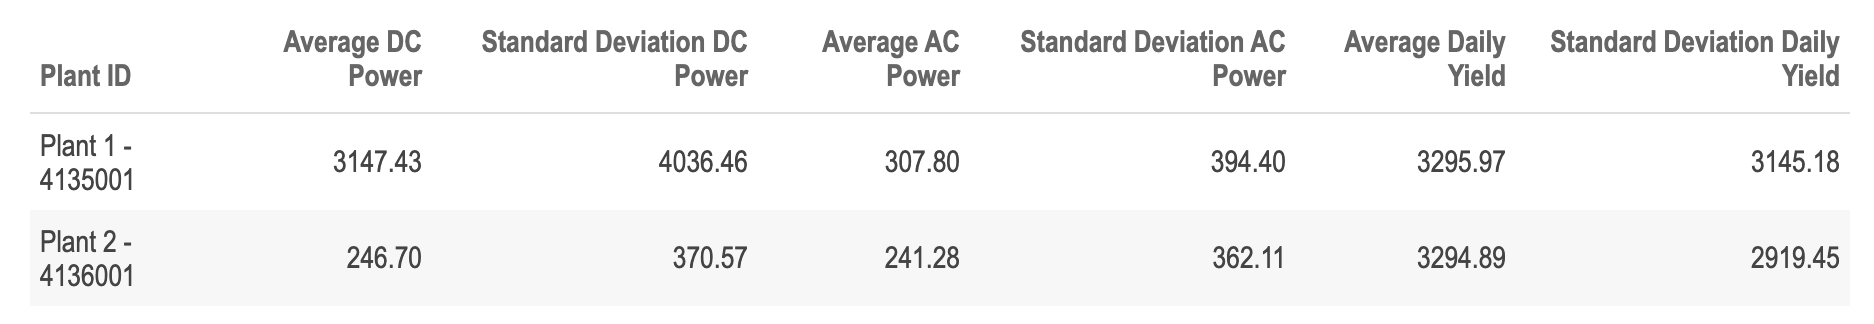 Plant ID Average DC Power Standard Deviation DC Power Average AC Power Standard Deviation AC Power Average Daily Yield Standard Deviation Daily Yield
Plant 1 - 4135001 3147.43 4036.46 307.80 394.40 3295.97 3145.18
Plant 2 - 4136001 246.70 370.57 241.28 362.11 3294.89 2919.45